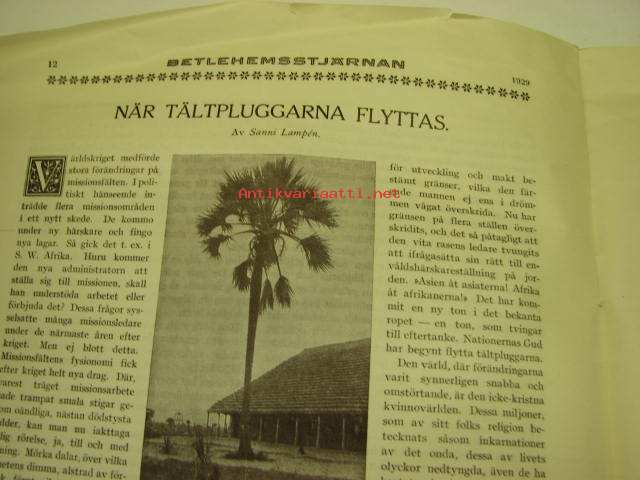 12
BETLEHEMSSTJÄRNAN
1929
NÄR TÄLTPLUGGARNA FLYTTAS.
Av Sanni Lampén.
Världskriget medförde
stora förändringar på
missionsfälten. I poli-
tiskt hänseende in-
trädde flera missionsområden
i ett nytt skede. De kommo
under ny härskare och fingo
nya lagar. Så gick det t. ex. i
S. W. Afrika. Huru kommer
den nya administratorn att
ställa sig till missionen, skall
han understöda arbetet eller
förbjuda det? Dessa frågor sys-
selsatte många missionsledare
under de närmaste åren efter
kriget. Men ej blott detta.
Missionsfältens fysionomi fick
efter kriget helt nya drag. Där,
varest tråget missionsarbete
ade trampat smala stigar ge-
om oändliga, nästan dödstysta
lder, kan man nu iakttaga
lig rörelse, ja, till och med
ning. Mörka dalar, över vilka
etens dimma, alstrad av för-
Antikvariaatti.net
för utveckling och makt be-
stämt gränser, vilka den fär-
ade mannen ej ens i dröm-
men vågat överskrida. Nu har
gränsen på flera ställen över-
skridits, och det så påtagligt att
den vita rasens ledare tvungits
att ifrågasätta sin rätt till en-
våldshärskareställning på jor-
den. »Asien åt asiaterna! Afrika
åt afrikanerna!» Det har kom-
mit en ny ton i det bekanta
ropet — en ton, som tvingar
till eftertanke. Nationernas Gud
har begynt flytta tältpluggarna.
Den värld, där förändringarna
varit synnerligen snabba och
omstörtande, är den icke-kristna
kvinnovärlden. Dessa miljoner,
som av sitt folks religion be-
tecknats såsom inkarnationer
av det onda, dessa av livets
olyckor nedtyngda, även de ha